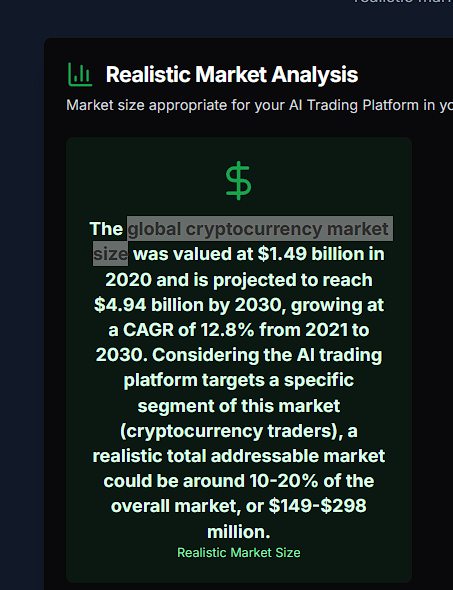 Realistic Market Analysis
Market size appropriate for your AI Trading Platform in
The global cryptocurrency market
size was valued at $1.49 billion in
2020 and is projected to reach
$4.94 billion by 2030, growing at
a CAGR of 12.8% from 2021 to
2030. Considering the AI trading
platform targets a specific
segment of this market
(cryptocurrency traders), a
realistic total addressable market
could be around 10-20% of the
overall market, or $149-$298
million.
Realistic Market Size